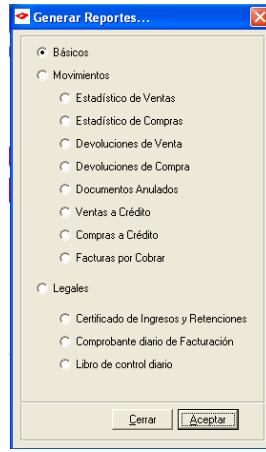 Generar Reportes...
Básicos
Movimientos
Estadístico de Ventas
Estadístico de Compras
Devoluciones de Venta
Devoluciones de Compra
Documentos Anulados
Ventas a Crédito
Compras a Crédito
Facturas por Cobrar
Legales
Certificado de Ingresos y Retenciones
Comprobante diario de Facturación
Libro de control diario
Cerrar Aceptar